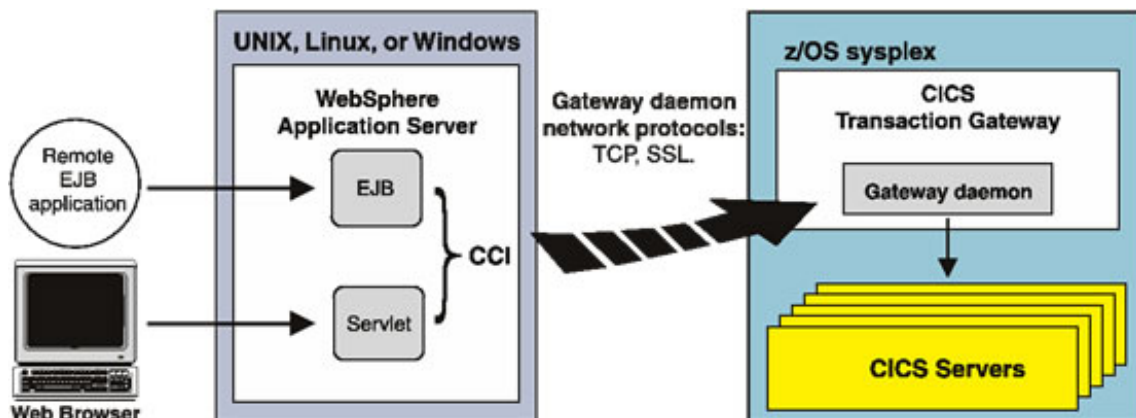 UNIX, Linux, or Windows
WebSphere
Application Server
Remote
EJB
application
EJB
CCI
Servlet
Web Browser
Gateway daemon
network protocols:
TCP, SSL.
z/OS sysplex
CICS
Transaction Gateway
Gateway daemon
CICS Servers